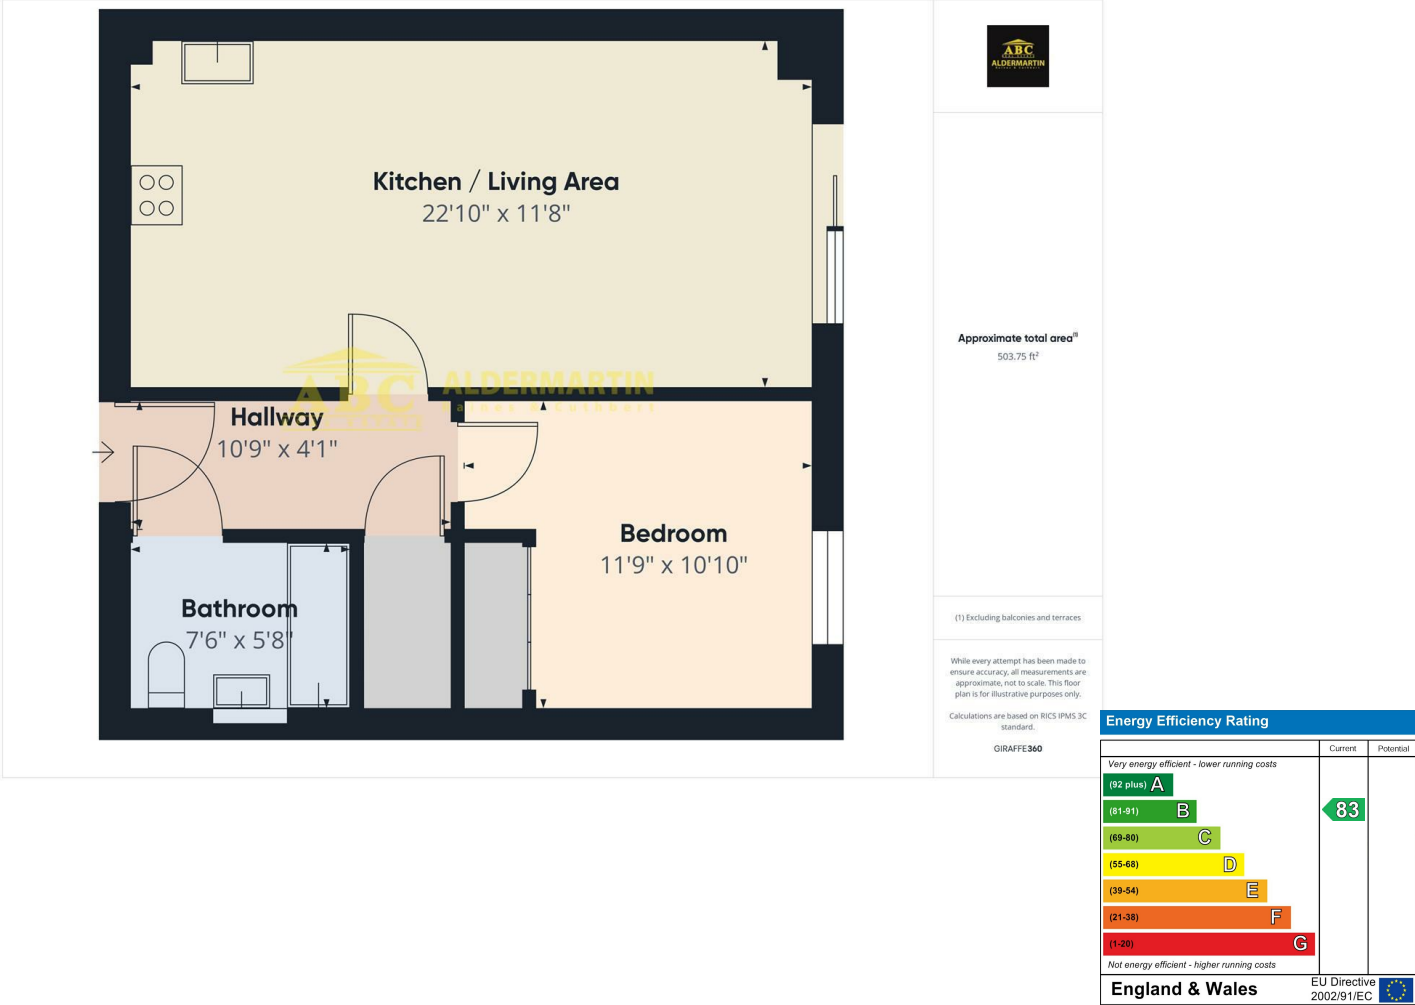 Kitchen / Living Area
22'10" x 11'8"
ABC
ALDERMARTIN
Baines & Cuthbert
Hallway
10'9" x 4'1"
Bedroom
11'9" x 10'10"
Bathroom
7'6" x 5'8"
ABC
ALDERMARTIN
Approximate total area(1)
503.75 ft²
(1) Excluding balconies and terraces
While every attempt has been made to
ensure accuracy, all measurements are
approximate, not to scale. This floor
plan is for illustrative purposes only.
Calculations are based on RICS IPMS 3C
standard.
GIRAFFE360
Energy Efficiency Rating
Current Potential
Very energy efficient - lower running costs
(92 plus) A
(81-91) B
83
(69-80) C
(55-68) D
(39-54) E
(21-38) F
(1-20) G
Not energy efficient - higher running costs
England & Wales
EU Directive
2002/91/EC